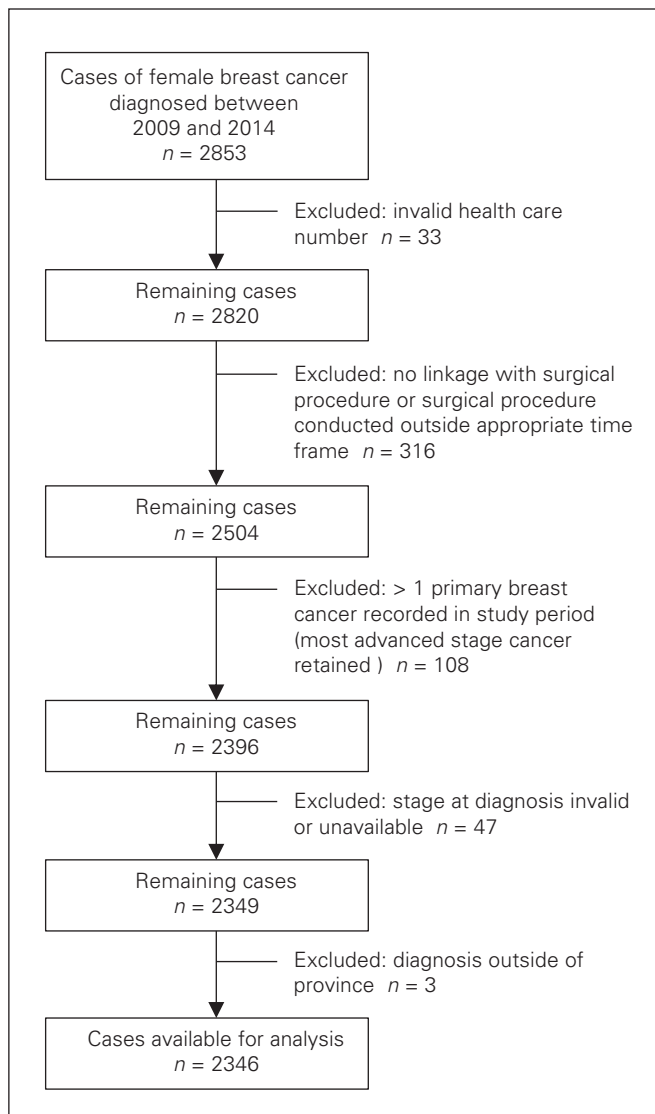 Cases of female breast cancer
diagnosed between
2009 and 2014
n = 2853
Excluded: invalid health care
number n = 33
Remaining cases
n = 2820
Excluded: no linkage with surgical
procedure or surgical procedure
conducted outside appropriate time
frame n = 316
Remaining cases
n = 2504
Excluded: > 1 primary breast
cancer recorded in study period
(most advanced stage cancer
retained ) n = 108
Remaining cases
n = 2396
Excluded: stage at diagnosis invalid
or unavailable n = 47
Remaining cases
n = 2349
Excluded: diagnosis outside of
province n = 3
Cases available for analysis
n = 2346